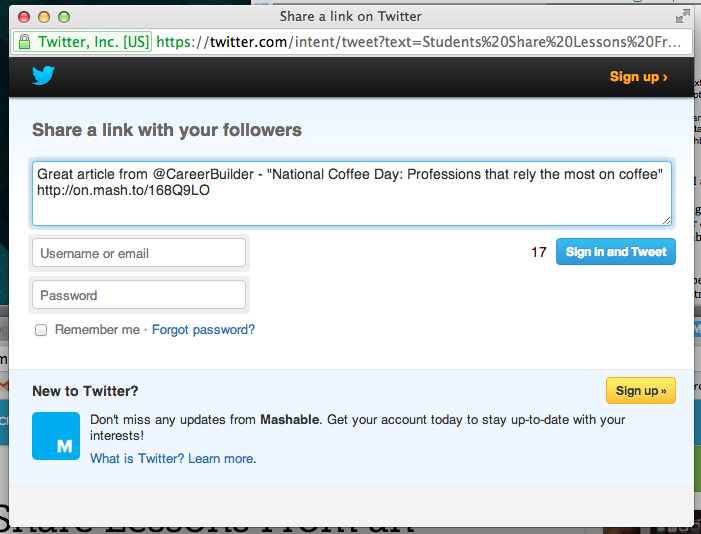 Share a link on Twitter
Twitter, Inc. [US] https://twitter.com/intent/tweet?text=Students%20Share%20Lessons%20Fr...
Sign up ›
Share a link with your followers
Great article from @CareerBuilder - "National Coffee Day: Professions that rely the most on coffee"
http://on.mash.to/168Q9LO
Username or email
17 Sign in and Tweet
Password
Remember me · Forgot password?
New to Twitter?
Sign up »
Don't miss any updates from Mashable. Get your account today to stay up-to-date with your
interests!
M
What is Twitter? Learn more.
Share Lessons From an